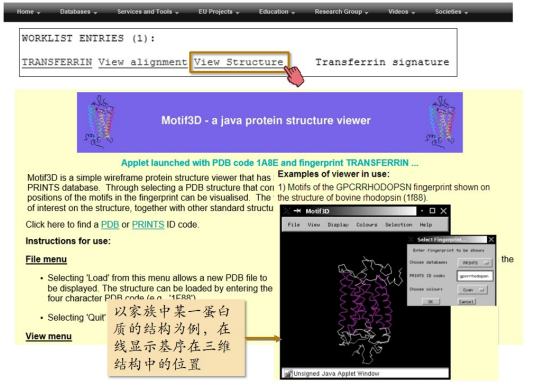 Home Databases Services and Tools EU Projects Education Research Group Videos Societies
WORKLIST ENTRIES (1):
TRANSFERRIN View alignment View Structure Transferrin signature
Motif3D - a java protein structure viewer
Applet launched with PDB code 1A8E and fingerprint TRANSFERRIN ...
Motif3D is a simple wireframe protein structure viewer that has
PRINTS database. Through selecting a PDB structure that con
positions of the motifs in the fingerprint can be visualised. The
of interest on the structure, together with other standard structu
Click here to find a PDB or PRINTS ID code.
Instructions for use:
File menu
• Selecting 'Load' from this menu allows a new PDB file to
be displayed. The structure can be loaded by entering the
four character PDB code (e.g., '1F88')
• Selecting 'Quit'
View menu
以家族中某一蛋白
质的结构为例，在
线显示基序在三维
结构中的位置
Examples of viewer in use:
1) Motifs of the GPCRRHODOPSN fingerprint shown on
the structure of bovine rhodopsin (1f88).
the
Motif3D
File View Display Colours Selection Help
Select Fingerprint...
Enter fingerprint to be shown
Choose database: PRINTS
PRINTS ID code: gpcrrhodopsn
Choose colour: Cyan
OK Cancel
Unsigned Java Applet Window